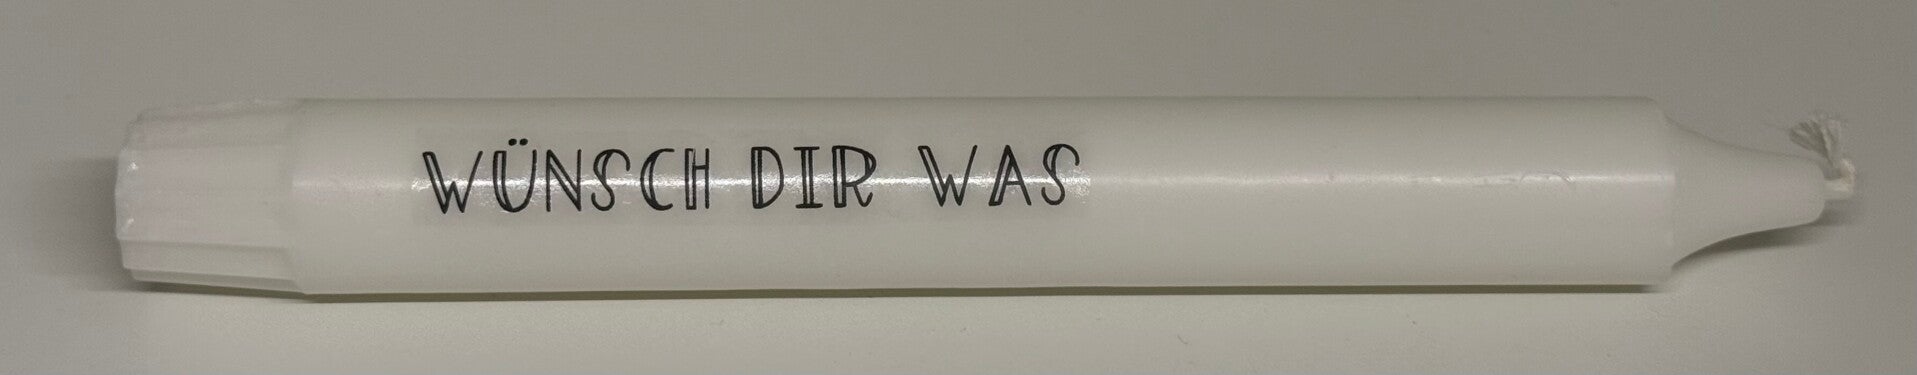 WÜNSCH DIR WAS